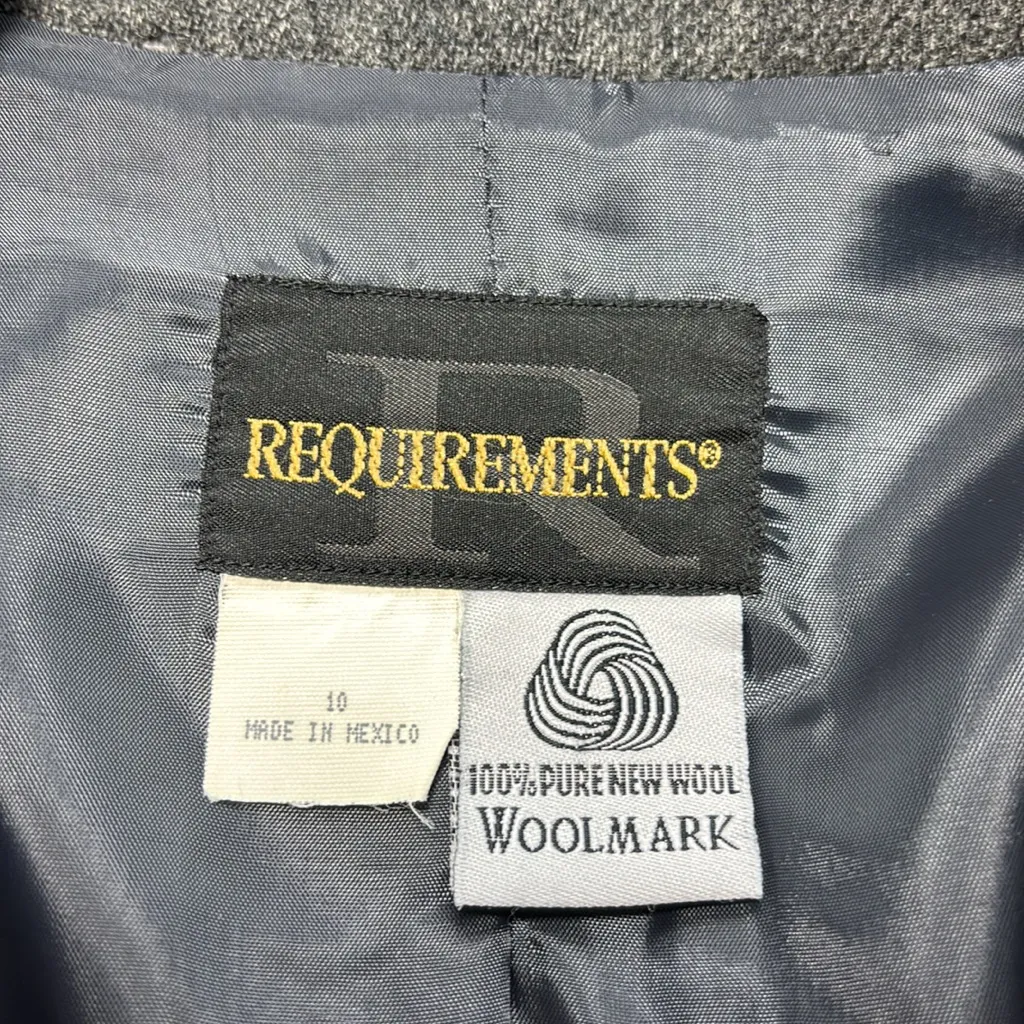 REQUIREMENTS®
10
MADE IN MEXICO
100% PURE NEW WOOL
WOOLMARK